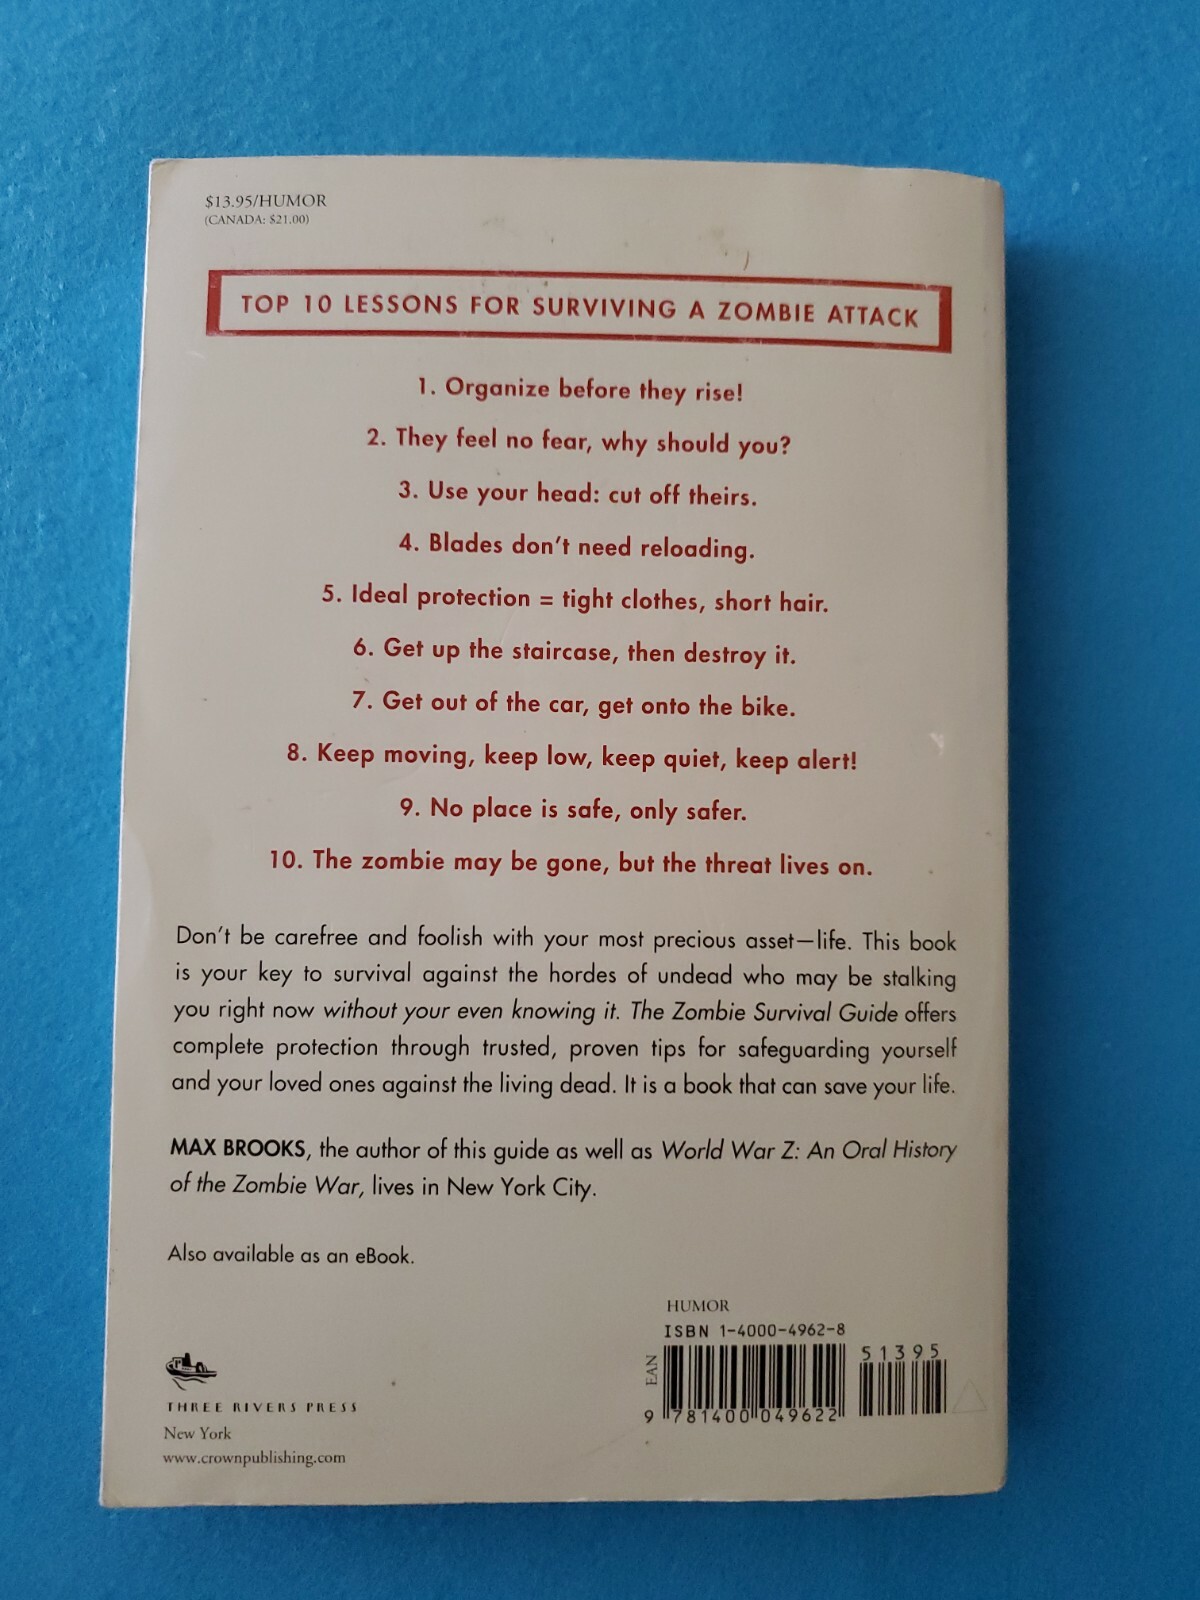 $13.95/HUMOR
(CANADA: $21.00)
TOP 10 LESSONS FOR SURVIVING A ZOMBIE ATTACK
1. Organize before they rise!
2. They feel no fear, why should you?
3. Use your head: cut off theirs.
4. Blades don't need reloading.
5. Ideal protection = tight clothes, short hair.
6. Get up the staircase, then destroy it.
7. Get out of the car, get onto the bike.
8. Keep moving, keep low, keep quiet, keep alert!
9. No place is safe, only safer.
10. The zombie may be gone, but the threat lives on.
Don't be carefree and foolish with your most precious asset—life. This book
is your key to survival against the hordes of undead who may be stalking
you right now without your even knowing it. The Zombie Survival Guide offers
complete protection through trusted, proven tips for safeguarding yourself
and your loved ones against the living dead. It is a book that can save your life.
MAX BROOKS, the author of this guide as well as World War Z: An Oral History
of the Zombie War, lives in New York City.
Also available as an eBook.
THREE RIVERS PRESS
New York
www.crownpublishing.com
HUMOR
ISBN 1-4000-4962-8
EAN
51395
9 781400 049622